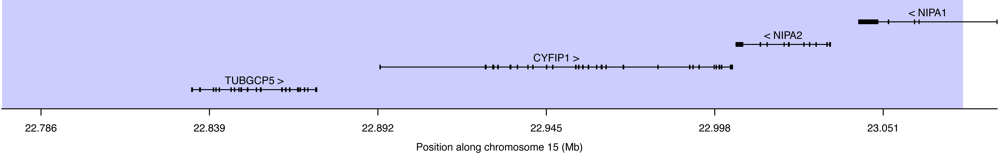 < NIPA1
< NIPA2
CYFIP1 >
TUBGCP5 >
22.786 22.839 22.892 22.945 22.998 23.051
Position along chromosome 15 (Mb)